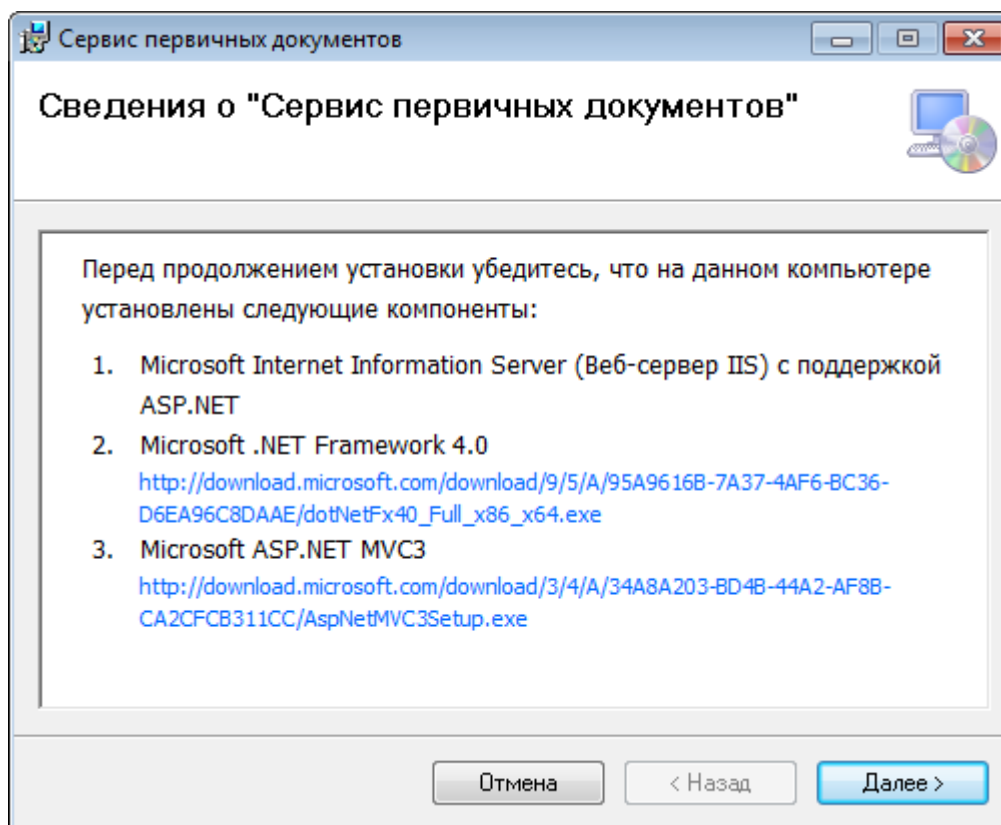 Сервис первичных документов
Сведения о "Сервис первичных документов"
Перед продолжением установки убедитесь, что на данном компьютере
установлены следующие компоненты:
1. Microsoft Internet Information Server (Веб-сервер IIS) с поддержкой
ASP.NET
2. Microsoft .NET Framework 4.0
http://download.microsoft.com/download/9/5/A/95A9616B-7A37-4AF6-BC36-
D6EA96C8DAAE/dotNetFx40_Full_x86_x64.exe
3. Microsoft ASP.NET MVC3
http://download.microsoft.com/download/3/4/A/34A8A203-BD4B-44A2-AF8B-
CA2CFCB311CC/AspNetMVC3Setup.exe
Отмена
< Назад
Далее >